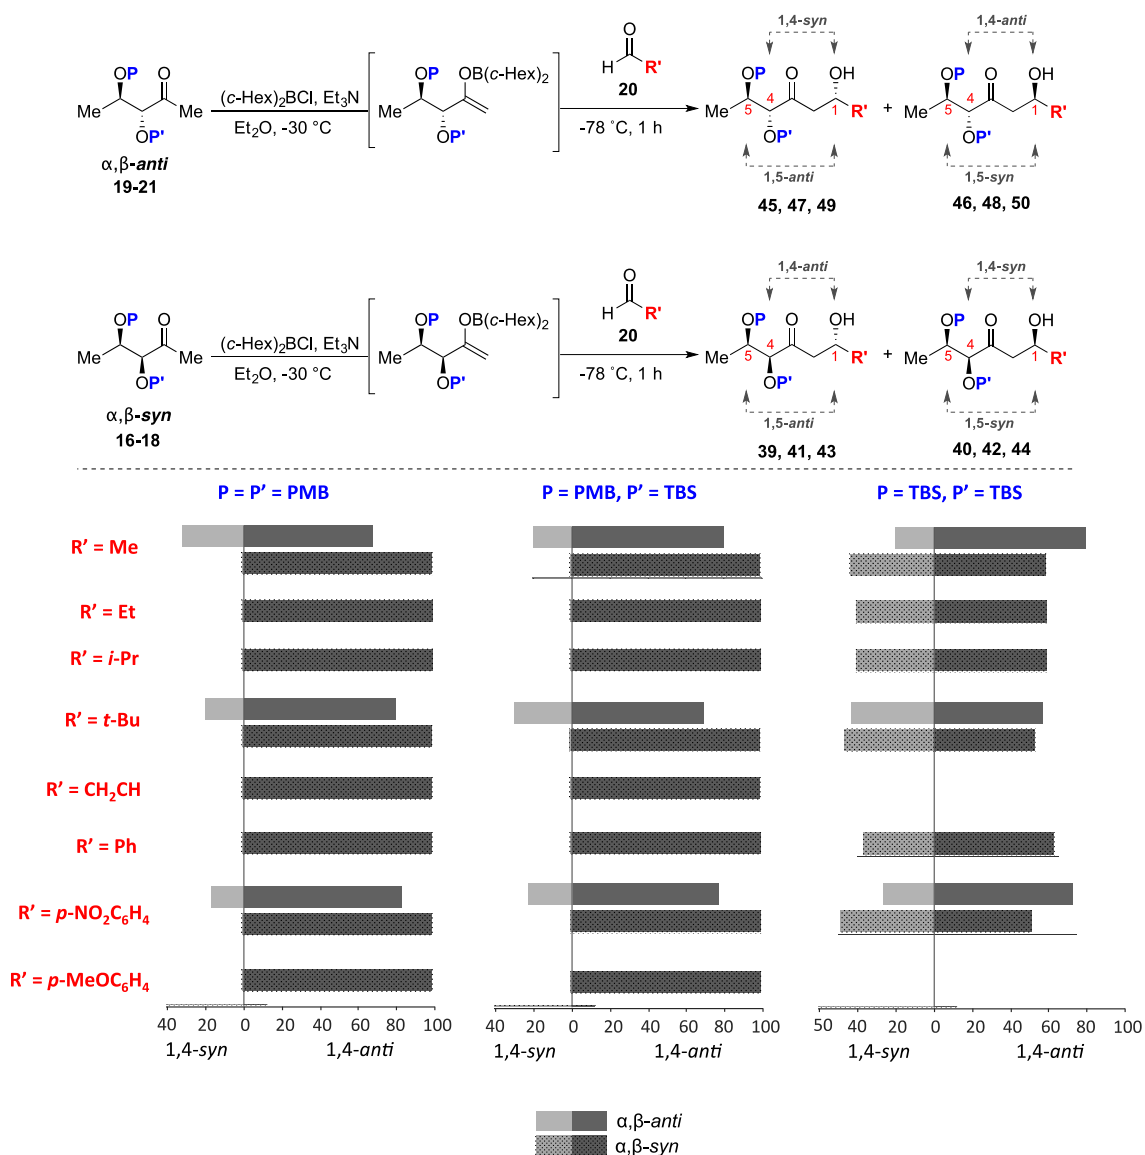 OP O
Me Me
OP'
α,β-anti
19-21
(c-Hex)₂BCl, Et₃N
Et₂O, -30 °C
OP OB(c-Hex)₂
Me
OP'
O
H R'
20
-78 ˚C, 1 h
1,4-syn
OP O OH
Me 5 4 1 R'
OP'
1,5-anti
45, 47, 49
+
1,4-anti
OP O OH
Me 5 4 1 R'
OP'
1,5-syn
46, 48, 50
OP O
Me Me
OP'
α,β-syn
16-18
(c-Hex)₂BCl, Et₃N
Et₂O, -30 °C
OP OB(c-Hex)₂
Me
OP'
O
H R'
20
-78 ˚C, 1 h
1,4-anti
OP O OH
Me 5 4 1 R'
OP'
1,5-anti
39, 41, 43
+
1,4-syn
OP O OH
Me 5 4 1 R'
OP'
1,5-syn
40, 42, 44
P = P' = PMB P = PMB, P' = TBS P = TBS, P' = TBS
R' = Me
R' = Et
R' = i-Pr
R' = t-Bu
R' = CH₂CH
R' = Ph
R' = p-NO₂C₆H₄
R' = p-MeOC₆H₄
40 20 0 20 40 60 80 100
1,4-syn 1,4-anti
40 20 0 20 40 60 80 100
1,4-syn 1,4-anti
50 40 20 0 20 40 60 80 100
1,4-syn 1,4-anti
α,β-anti
α,β-syn